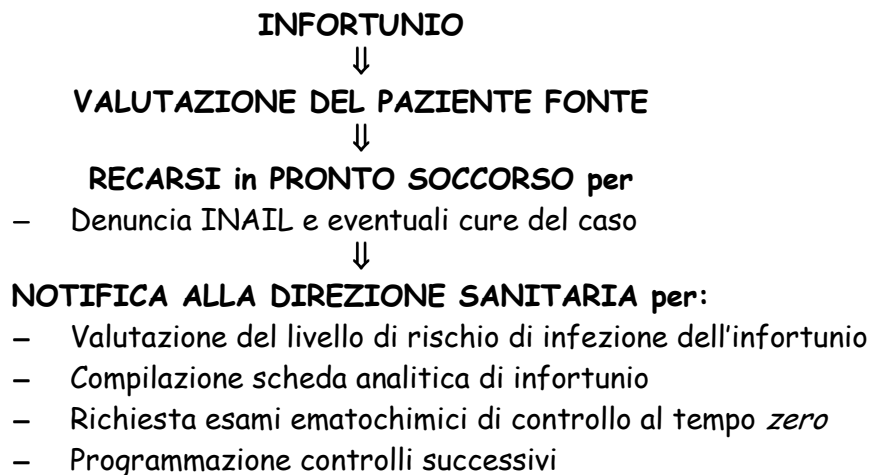 INFORTUNIO
⇓
VALUTAZIONE DEL PAZIENTE FONTE
⇓
RECARSI in PRONTO SOCCORSO per
– Denuncia INAIL e eventuali cure del caso
⇓
NOTIFICA ALLA DIREZIONE SANITARIA per:
– Valutazione del livello di rischio di infezione dell'infortunio
– Compilazione scheda analitica di infortunio
– Richiesta esami ematochimici di controllo al tempo zero
– Programmazione controlli successivi